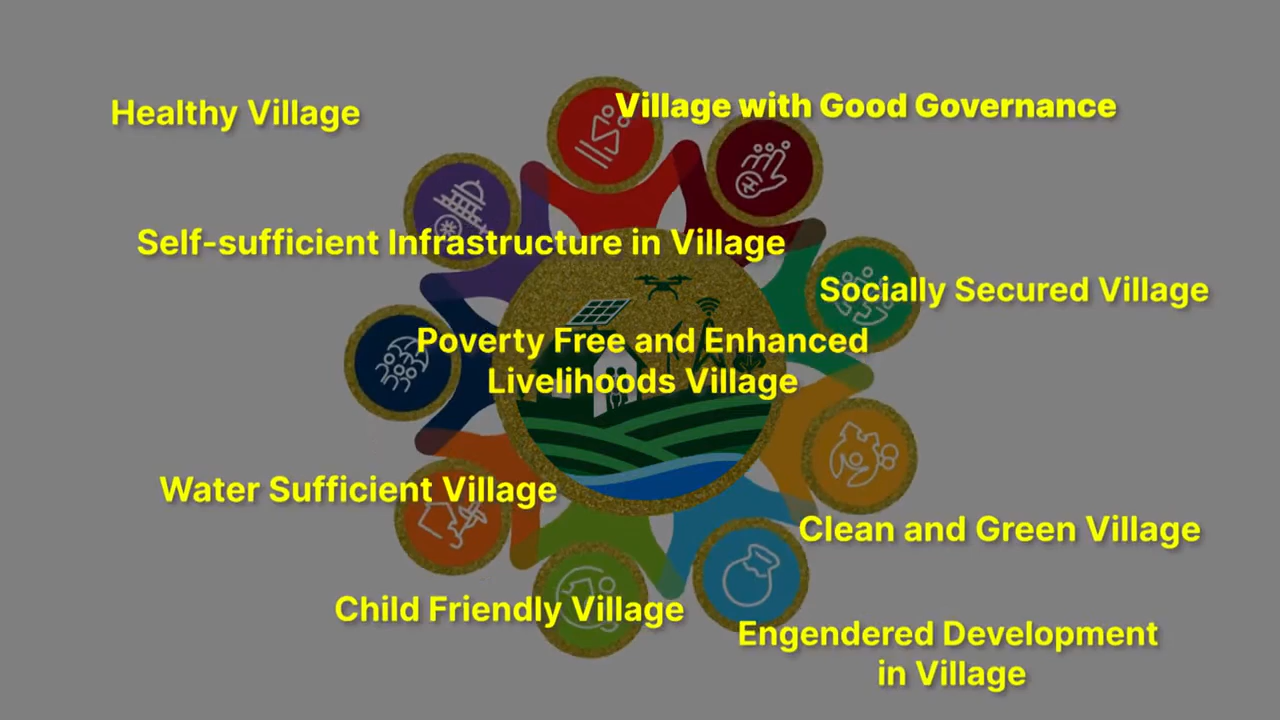 Healthy Village
Village with Good Governance
Self-sufficient Infrastructure in Village
Socially Secured Village
Poverty Free and Enhanced
Livelihoods Village
Water Sufficient Village
Clean and Green Village
Child Friendly Village
Engendered Development
in Village